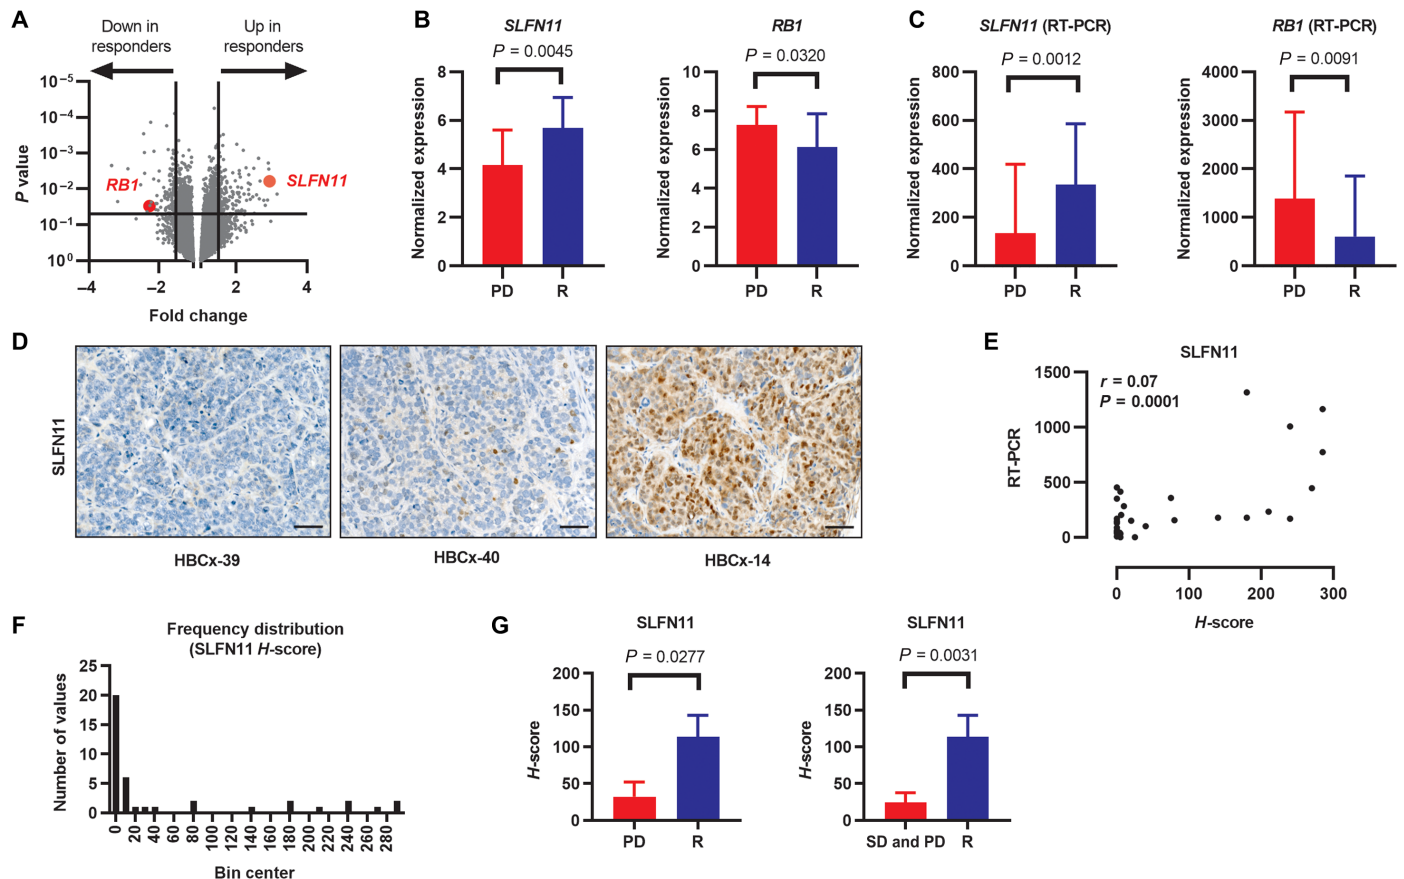 A
Down in
responders
Up in
responders
10⁻⁵
10⁻⁴
10⁻³
10⁻²
10⁻¹
10⁰
P value
RB1
SLFN11
–4
–2
2
4
Fold change
B
SLFN11
P = 0.0045
Normalized expression
8
6
4
2
0
PD
R
RB1
P = 0.0320
Normalized expression
10
8
6
4
2
0
PD
R
C
SLFN11 (RT-PCR)
P = 0.0012
Normalized expression
800
600
400
200
0
PD
R
RB1 (RT-PCR)
P = 0.0091
Normalized expression
4000
3000
2000
1000
0
PD
R
D
SLFN11
HBCx-39
HBCx-40
HBCx-14
E
SLFN11
r = 0.07
P = 0.0001
RT-PCR
1500
1000
500
0
0
100
200
300
H-score
F
Frequency distribution
(SLFN11 H-score)
Number of values
25
20
15
10
5
0
0
20
40
60
80
100
120
140
160
180
200
220
240
260
280
Bin center
G
SLFN11
P = 0.0277
H-score
200
150
100
50
0
PD
R
SLFN11
P = 0.0031
H-score
200
150
100
50
0
SD and PD
R